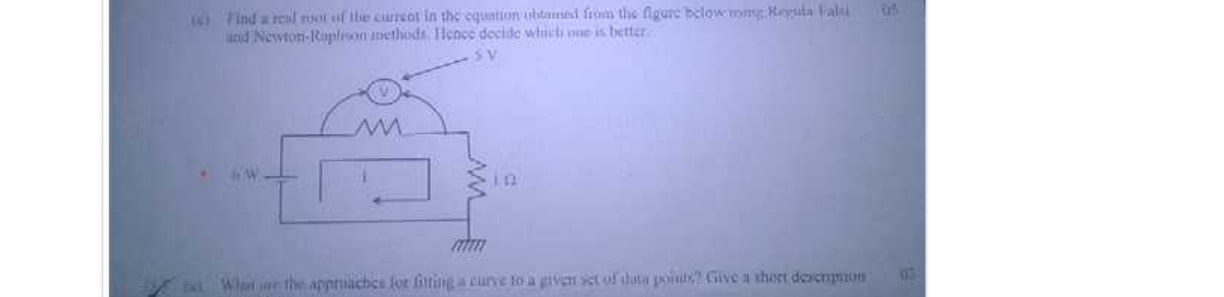 (c) Find a real root of the current in the equation obtained from the figure below using Regula Falsi 05
and Newton-Raphson methods. Hence decide which one is better.
5 V
V
6 W
i
1 Ω
(a) What are the approaches for fitting a curve to a given set of data points? Give a short description 07